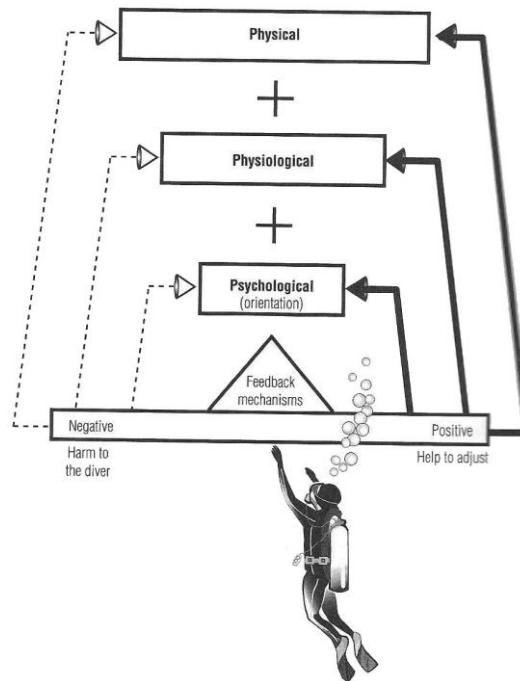 Physical
+
Physiological
+
Psychological
(orientation)
Feedback
mechanisms
Negative
Positive
Harm to
the diver
Help to adjust